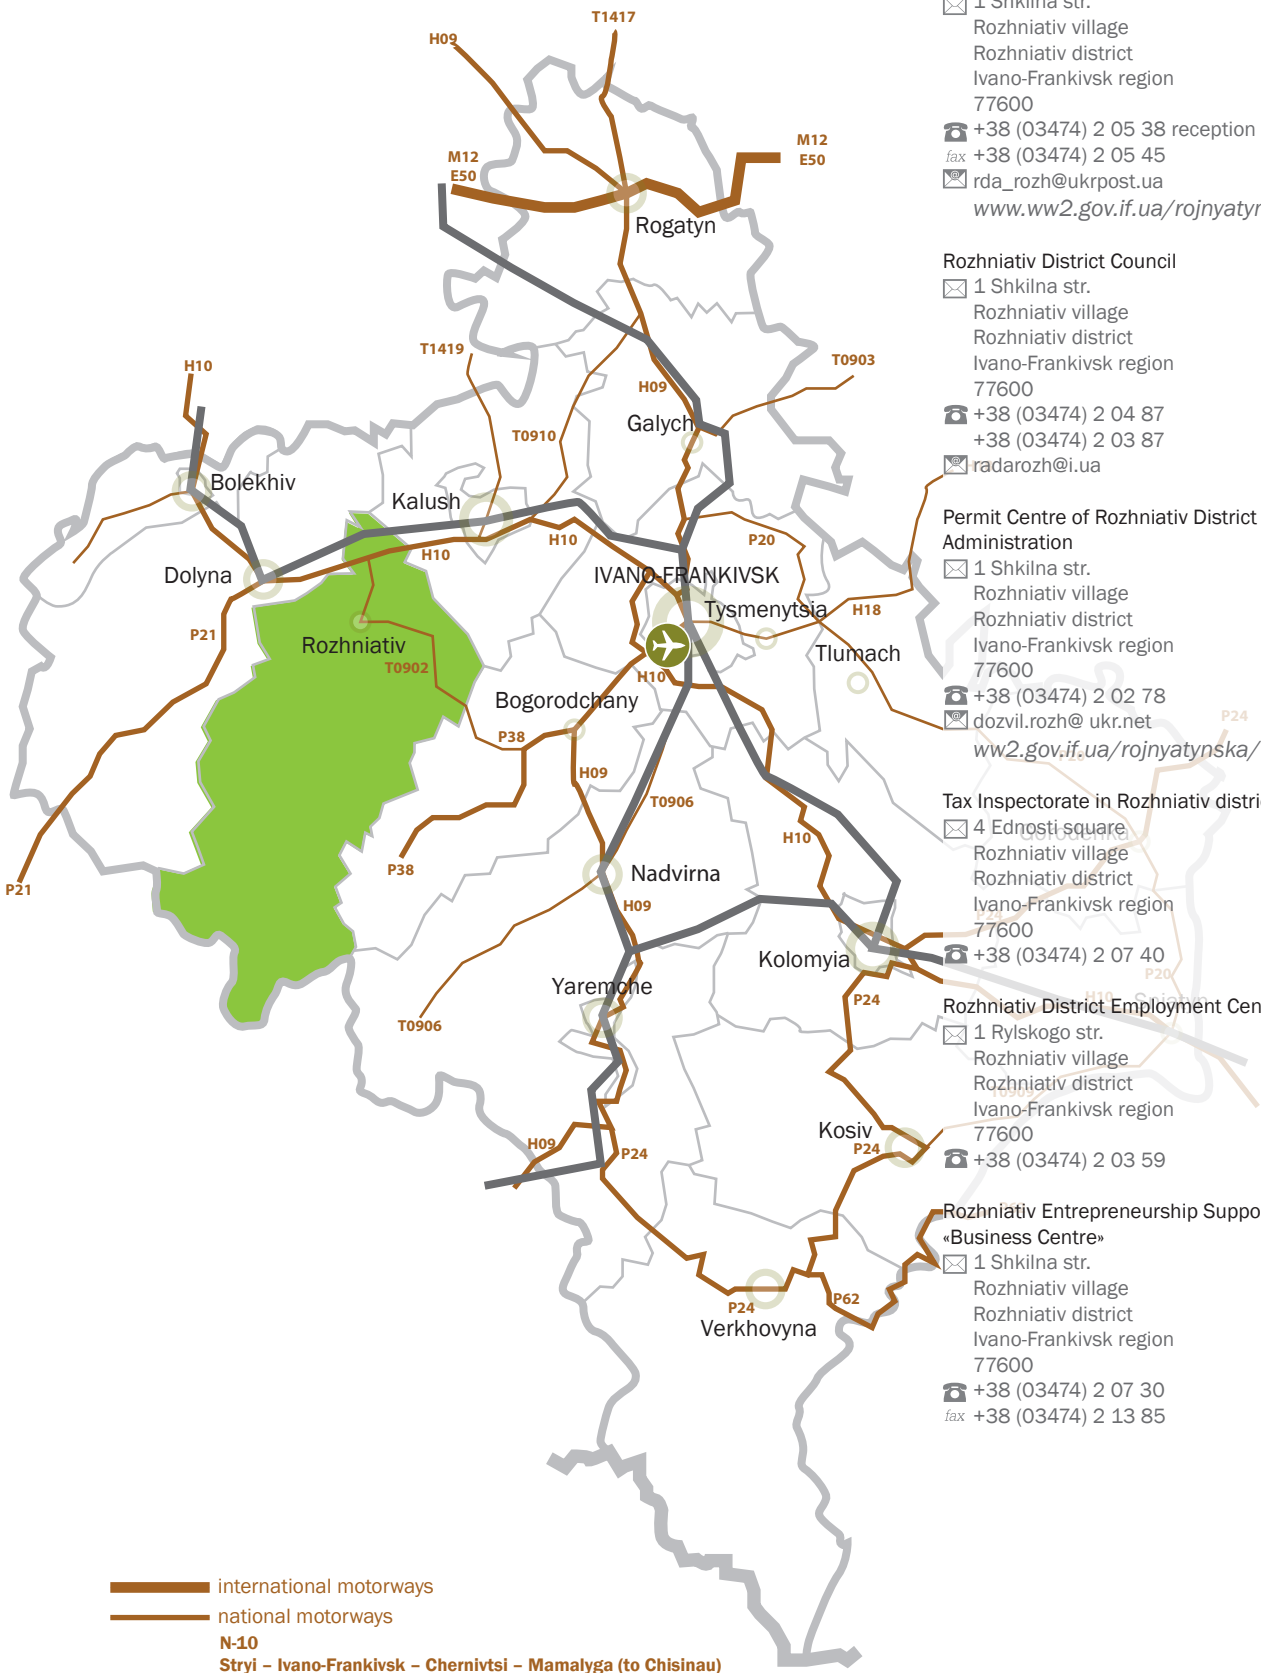 T1417
H09
M12
E50
M12
E50
Rogatyn
T1419
T0903
H10
H09
Galych
T0910
Bolekhiv
Kalush
H10
H10
P20
Dolyna
IVANO-FRANKIVSK
Tysmenytsia
H18
P21
Rozhniativ
T0902
Tlumach
H10
Bogorodchany
P38
H09
P24
P20
T0906
H10
Gorodenka
P38
P21
Nadvirna
H09
P24
Kolomyia
P20
Yaremche
P24
H10
Sniatyn
T0906
T0909
Kosiv
P24
H09
P24
P62
P24
P62
Verkhovyna
international motorways
national motorways
N-10
Stryi – Ivano-Frankivsk – Chernivtsi – Mamalyga (to Chisinau)
1 Shkilna str.
Rozhniativ village
Rozhniativ district
Ivano-Frankivsk region
77600
+38 (03474) 2 05 38 reception
fax +38 (03474) 2 05 45
rda_rozh@ukrpost.ua
www.ww2.gov.if.ua/rojnyatyn
Rozhniativ District Council
1 Shkilna str.
Rozhniativ village
Rozhniativ district
Ivano-Frankivsk region
77600
+38 (03474) 2 04 87
+38 (03474) 2 03 87
radarozh@i.ua
Permit Centre of Rozhniativ District
Administration
1 Shkilna str.
Rozhniativ village
Rozhniativ district
Ivano-Frankivsk region
77600
+38 (03474) 2 02 78
dozvil.rozh@ ukr.net
ww2.gov.if.ua/rojnyatynska/
Tax Inspectorate in Rozhniativ distri
4 Ednosti square
Rozhniativ village
Rozhniativ district
Ivano-Frankivsk region
77600
+38 (03474) 2 07 40
Rozhniativ District Employment Cen
1 Rylskogo str.
Rozhniativ village
Rozhniativ district
Ivano-Frankivsk region
77600
+38 (03474) 2 03 59
Rozhniativ Entrepreneurship Suppo
«Business Centre»
1 Shkilna str.
Rozhniativ village
Rozhniativ district
Ivano-Frankivsk region
77600
+38 (03474) 2 07 30
fax +38 (03474) 2 13 85